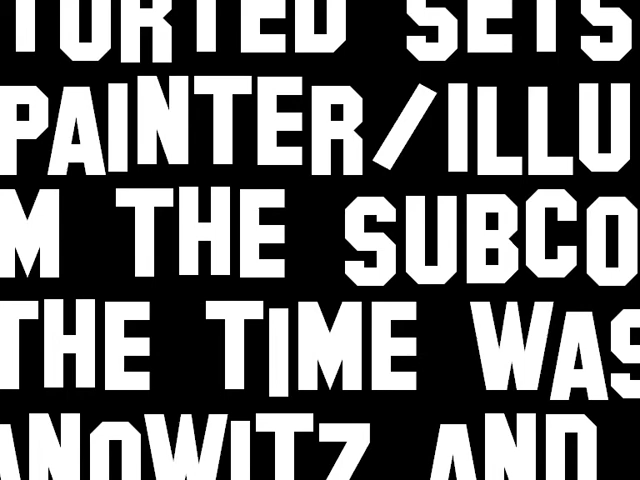 TORTED SETS
PAINTER/ILLU
M THE SUBCO
THE TIME WAS
ANOWITZ AND